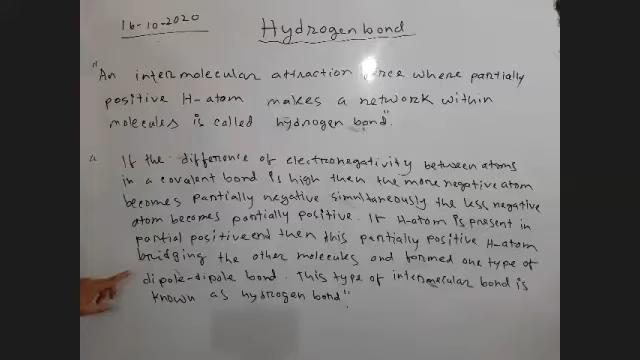 16-10-2020
Hydrogen bond
"An intermolecular attraction force where partially
positive H-atom makes a network within
molecules is called hydrogen bond".
" If the difference of electronegativity between atoms
in a covalent bond is high then the more negative atom
becomes partially negative simultaneously the less negative
atom becomes partially positive. If H-atom is present in
partial positive end then this partially positive H-atom
bridging the other molecules and formed one type of
dipole-dipole bond. This type of intermolecular bond is
known as hydrogen bond".